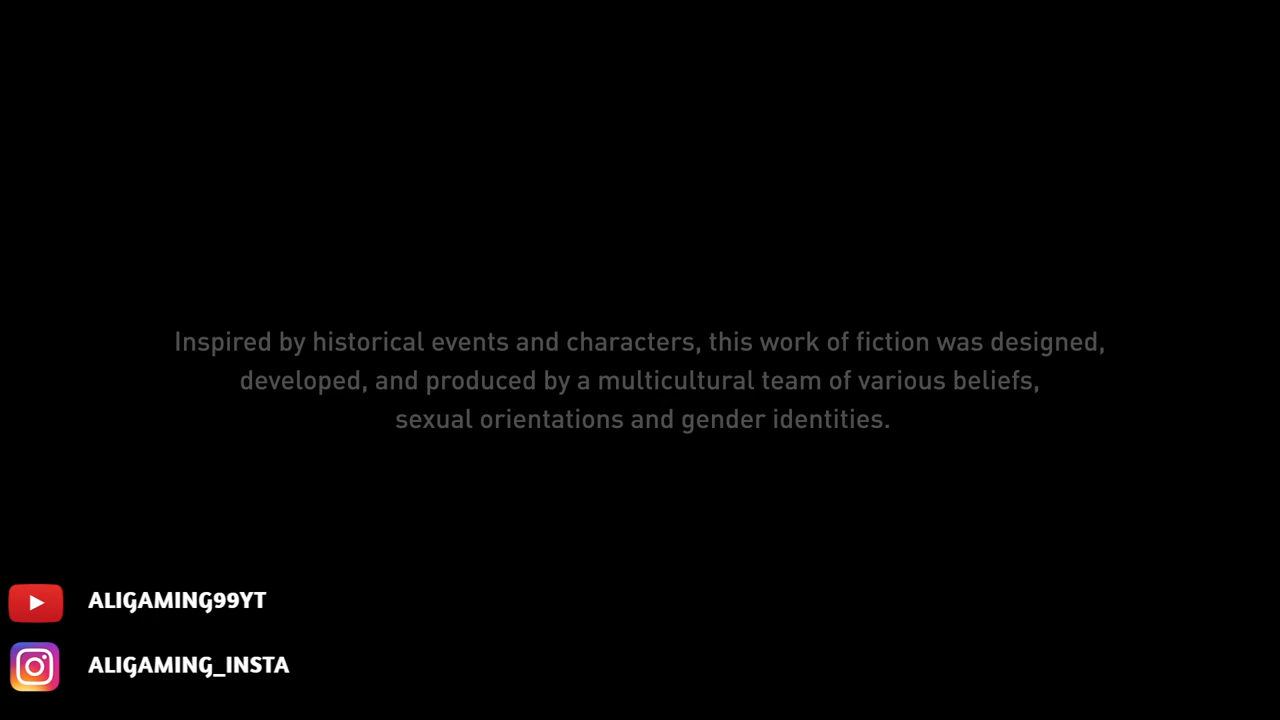 Inspired by historical events and characters, this work of fiction was designed,
developed, and produced by a multicultural team of various beliefs,
sexual orientations and gender identities.
ALIGAMING99YT
ALIGAMING_INSTA